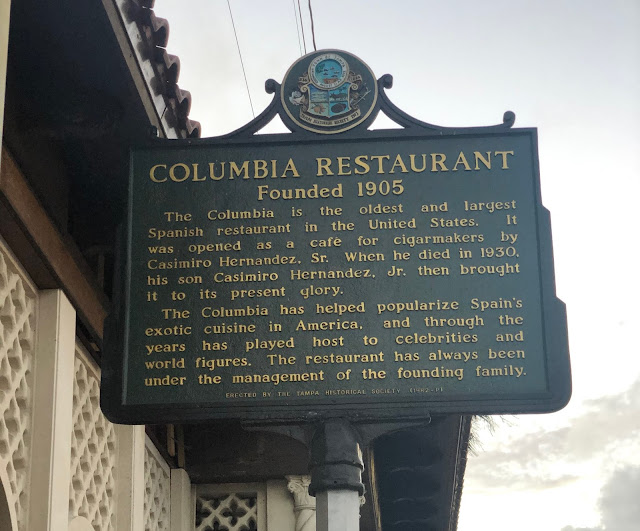 COLUMBIA RESTAURANT
Founded 1905
The Columbia is the oldest and largest
Spanish restaurant in the United States. It
was opened as a cafe for cigarmakers by
Casimiro Hernandez, Sr. When he died in 1930,
his son Casimiro Hernandez, Jr. then brought
it to its present glory.
The Columbia has helped popularize Spain's
exotic cuisine in America, and through the
years has played host to celebrities and
world figures. The restaurant has always been
under the management of the founding family.
ERECTED BY THE TAMPA HISTORICAL SOCIETY